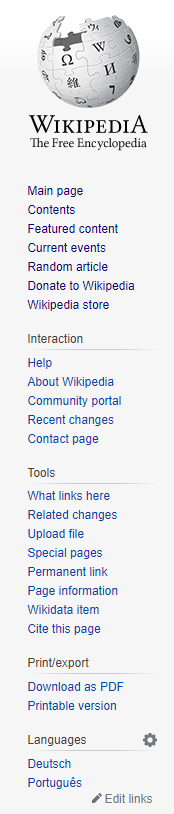 Ω
W
И
維
WIKIPEDIA
The Free Encyclopedia
Main page
Contents
Featured content
Current events
Random article
Donate to Wikipedia
Wikipedia store
Interaction
Help
About Wikipedia
Community portal
Recent changes
Contact page
Tools
What links here
Related changes
Upload file
Special pages
Permanent link
Page information
Wikidata item
Cite this page
Print/export
Download as PDF
Printable version
Languages
Deutsch
Português
Edit links